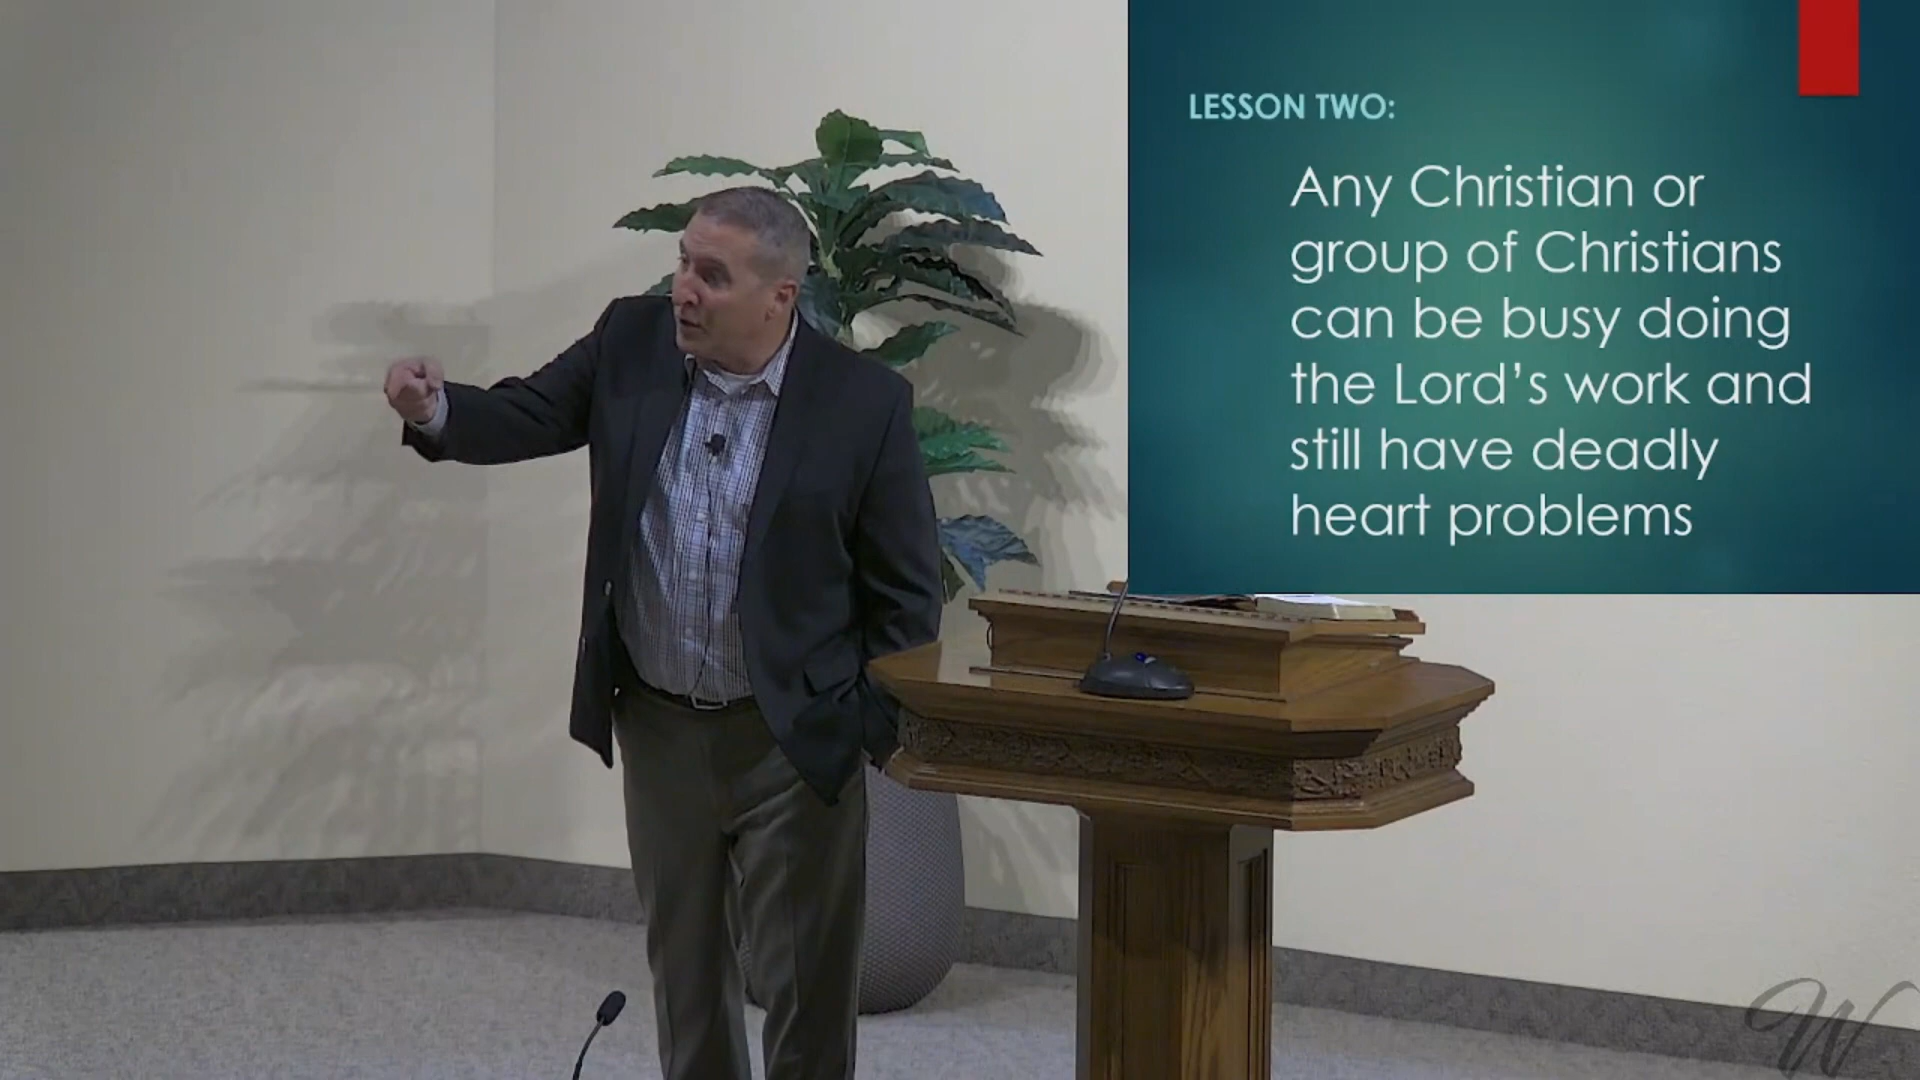 LESSON TWO:
Any Christian or
group of Christians
can be busy doing
the Lord's work and
still have deadly
heart problems
W